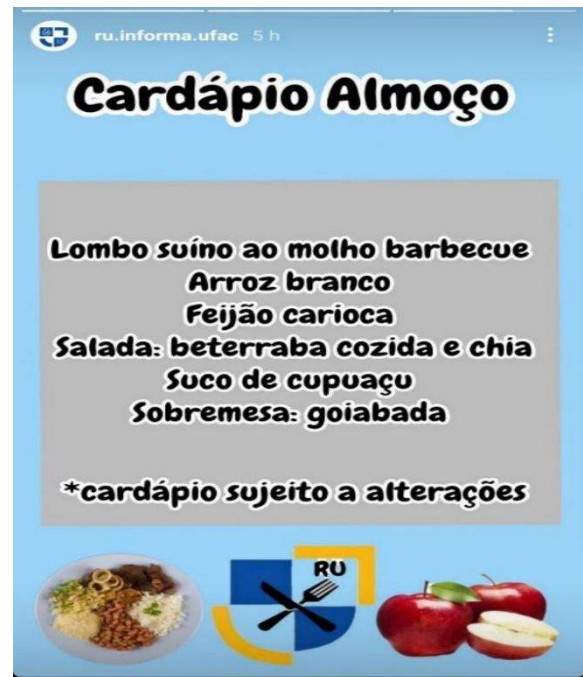 ru.informa.ufac 5 h
Cardápio Almoço
Lombo suíno ao molho barbecue
Arroz branco
Feijão carioca
Salada: beterraba cozida e chia
Suco de cupuaçu
Sobremesa: goiabada
*cardápio sujeito a alterações
RU